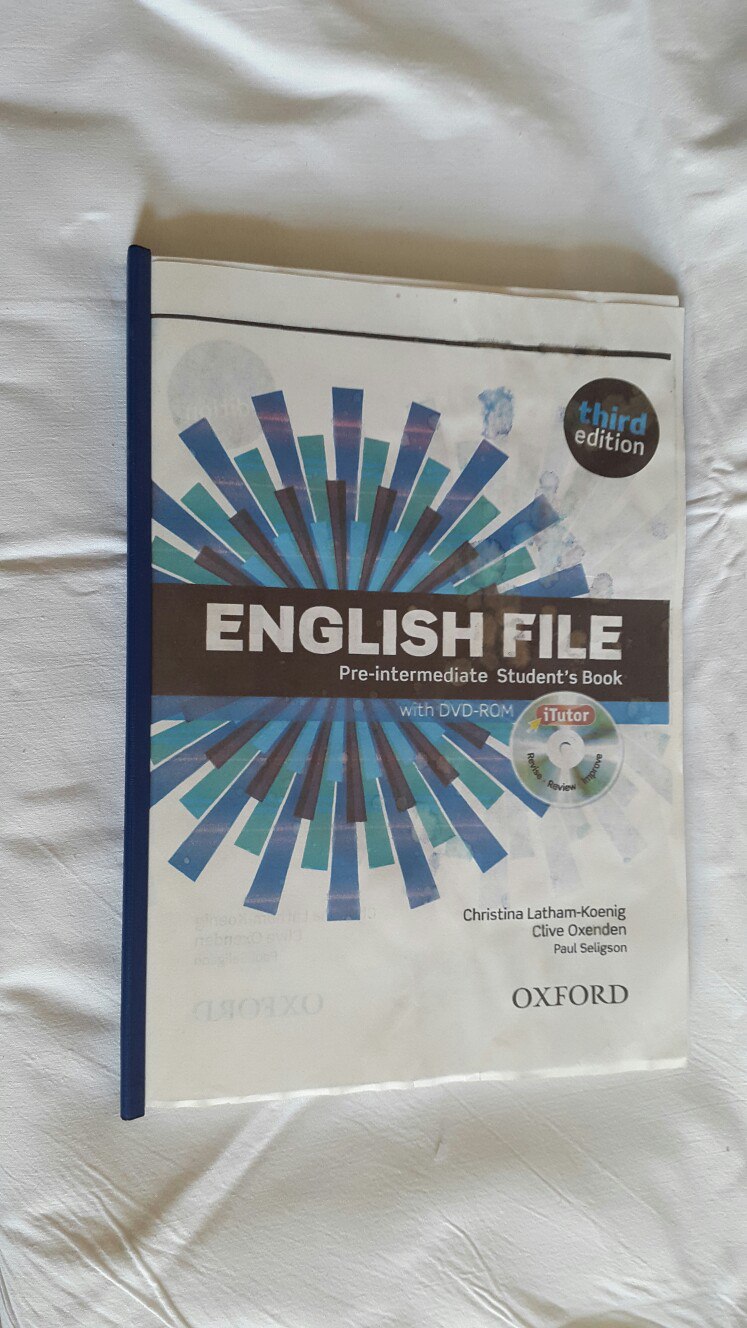 third
edition
ENGLISH FILE
Pre-intermediate Student's Book
with DVD-ROM
iTutor
Revise · Review Improve
Christina Latham-Koenig
Clive Oxenden
Paul Seligson
OXFORD